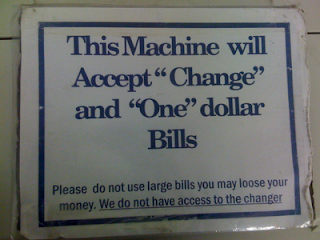 This Machine will
Accept “Change”
and “One” dollar
Bills
Please do not use large bills you may loose your
money. We do not have access to the changer